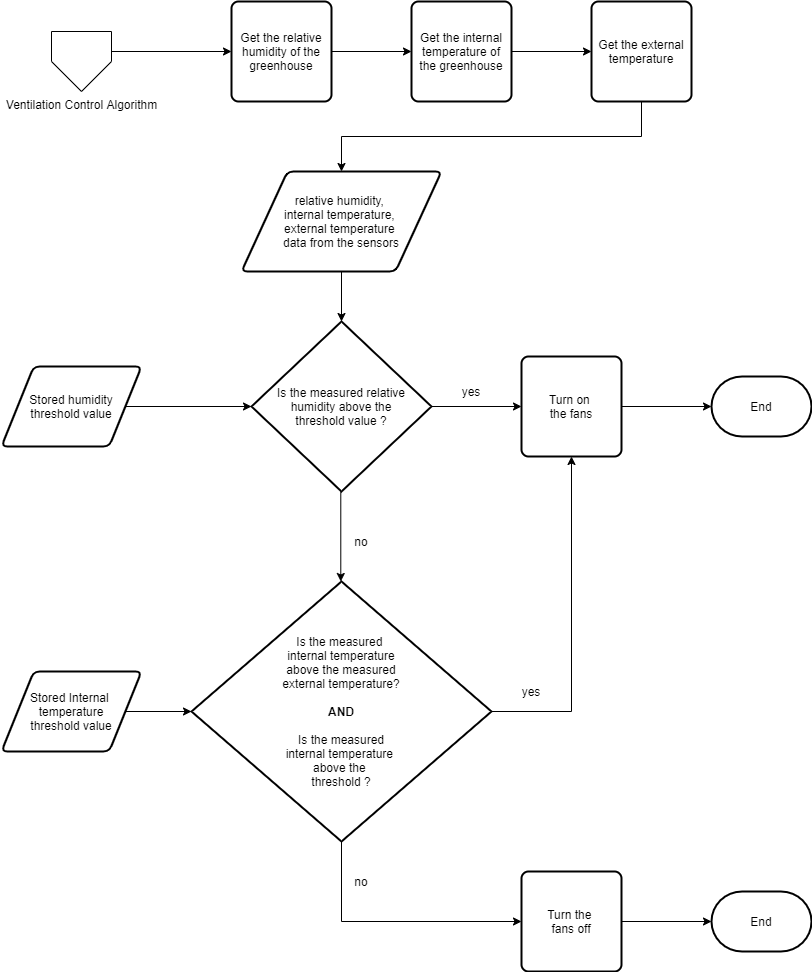 Get the relative
humidity of the
greenhouse
Get the internal
temperature of
the greenhouse
Get the external
temperature
Ventilation Control Algorithm
relative humidity,
internal temperature,
external temperature
data from the sensors
Stored humidity
threshold value
Is the measured relative
humidity above the
threshold value ?
yes
Turn on
the fans
End
no
Is the measured
internal temperature
above the measured
external temperature?
AND
Is the measured
internal temperature
above the
threshold ?
Stored Internal
temperature
threshold value
yes
no
Turn the
fans off
End